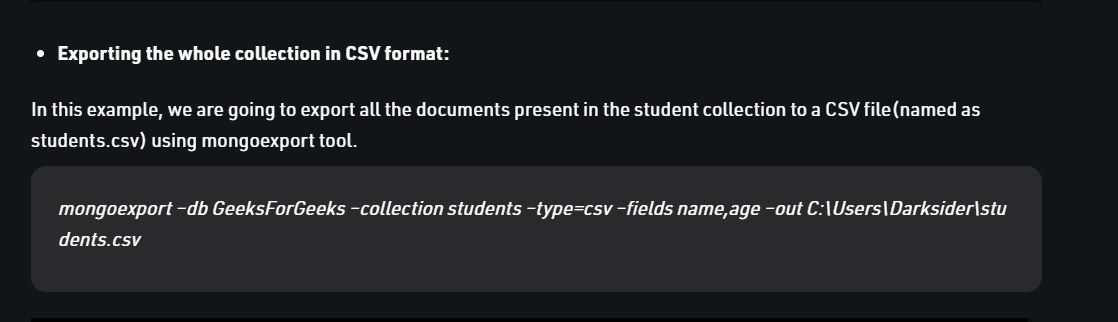 • Exporting the whole collection in CSV format:
In this example, we are going to export all the documents present in the student collection to a CSV file(named as
students.csv) using mongoexport tool.
mongoexport –db GeeksForGeeks –collection students –type=csv –fields name,age –out C:\Users\Darksider\stu
dents.csv